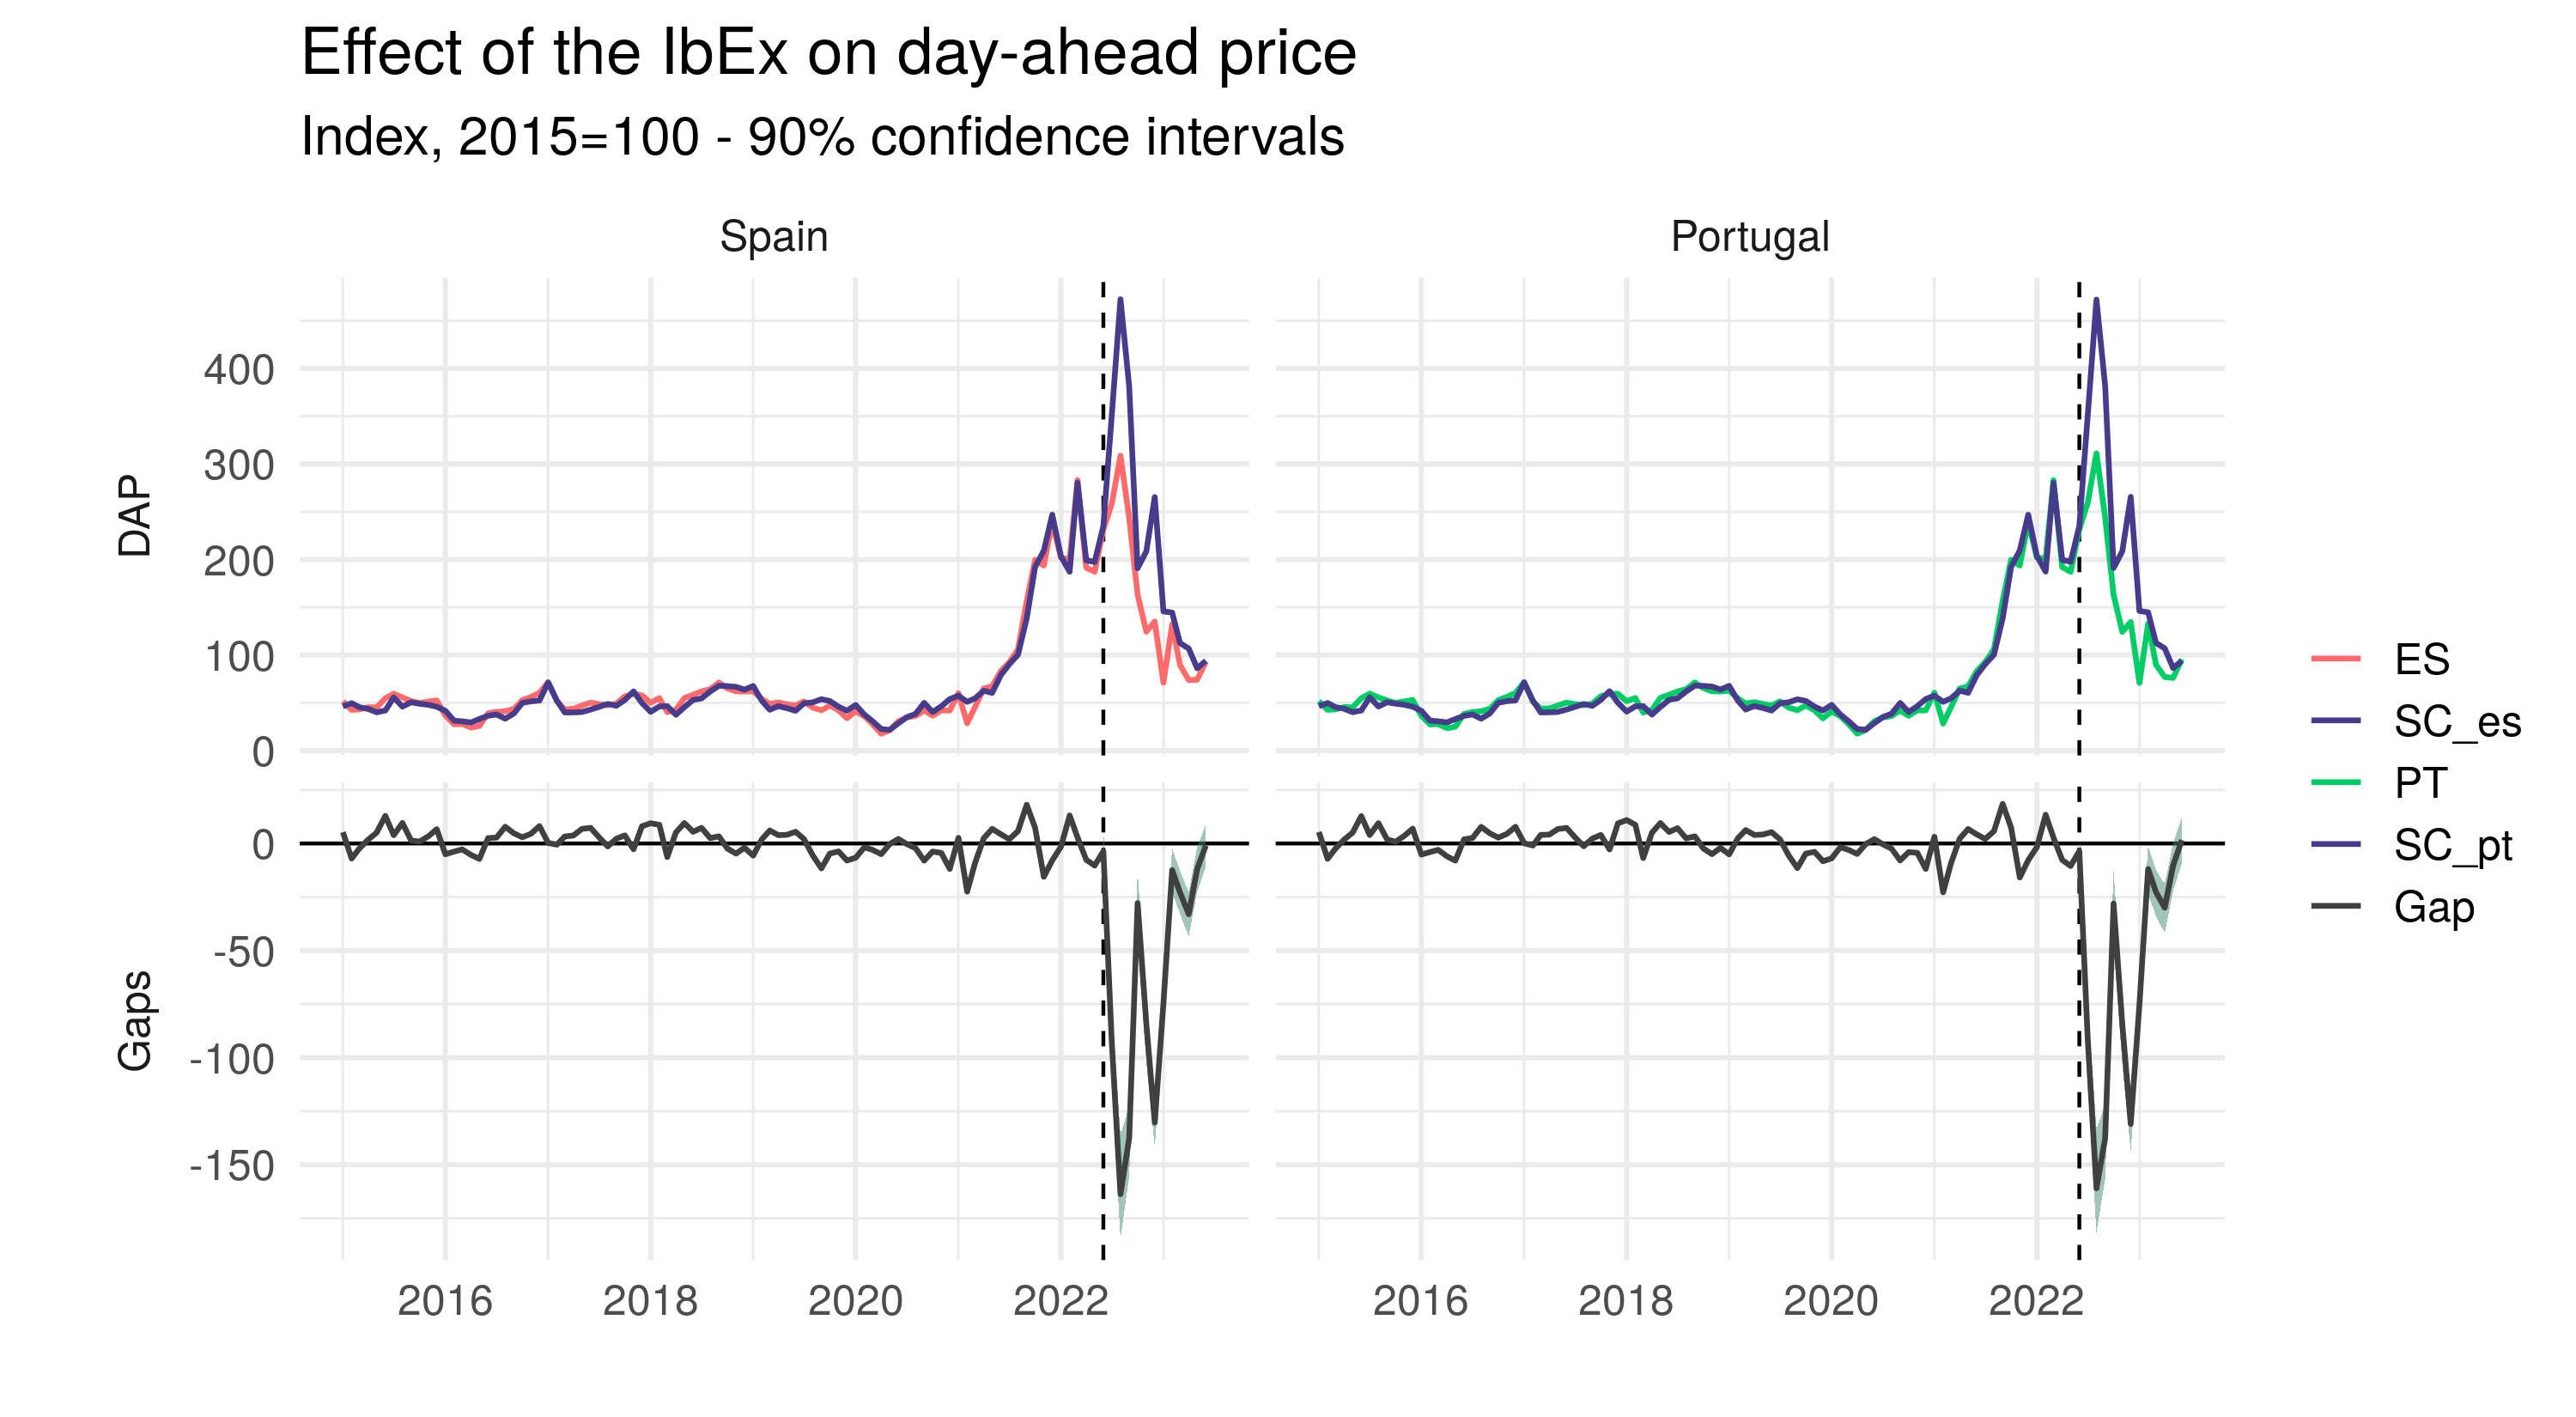 Effect of the IbEx on day-ahead price
Index, 2015=100 - 90% confidence intervals
Spain
Portugal
DAP
400
300
200
100
0
Gaps
0
-50
-100
-150
2016 2018 2020 2022
2016 2018 2020 2022
ES
SC_es
PT
SC_pt
Gap